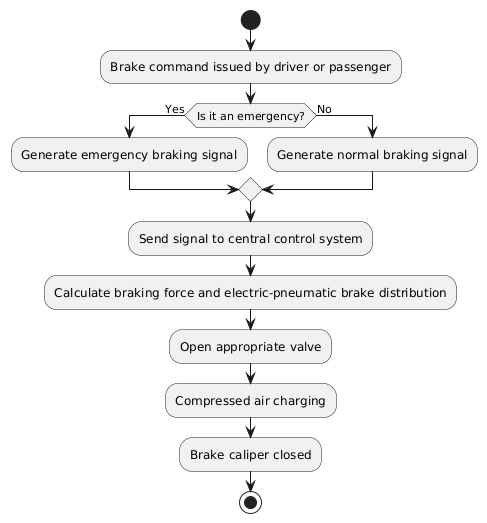 Brake command issued by driver or passenger
Yes
Is it an emergency?
No
Generate emergency braking signal
Generate normal braking signal
Send signal to central control system
Calculate braking force and electric-pneumatic brake distribution
Open appropriate valve
Compressed air charging
Brake caliper closed